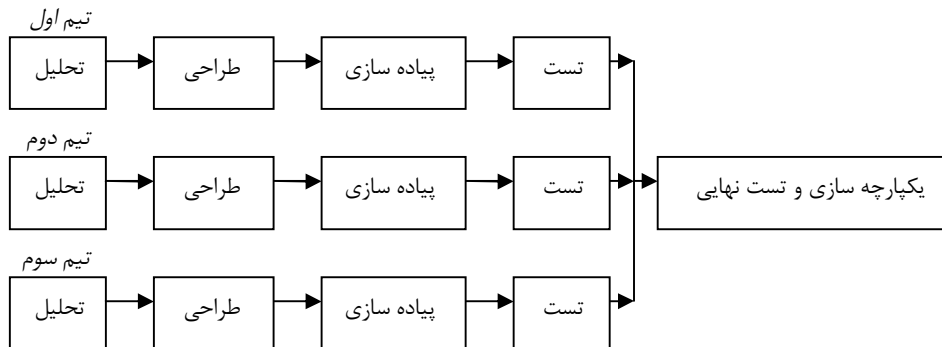 تیم اول
تحلیل
طراحی
پیاده سازی
تست
تیم دوم
تحلیل
طراحی
پیاده سازی
تست
یکپارچه سازی و تست نهایی
تیم سوم
تحلیل
طراحی
پیاده سازی
تست